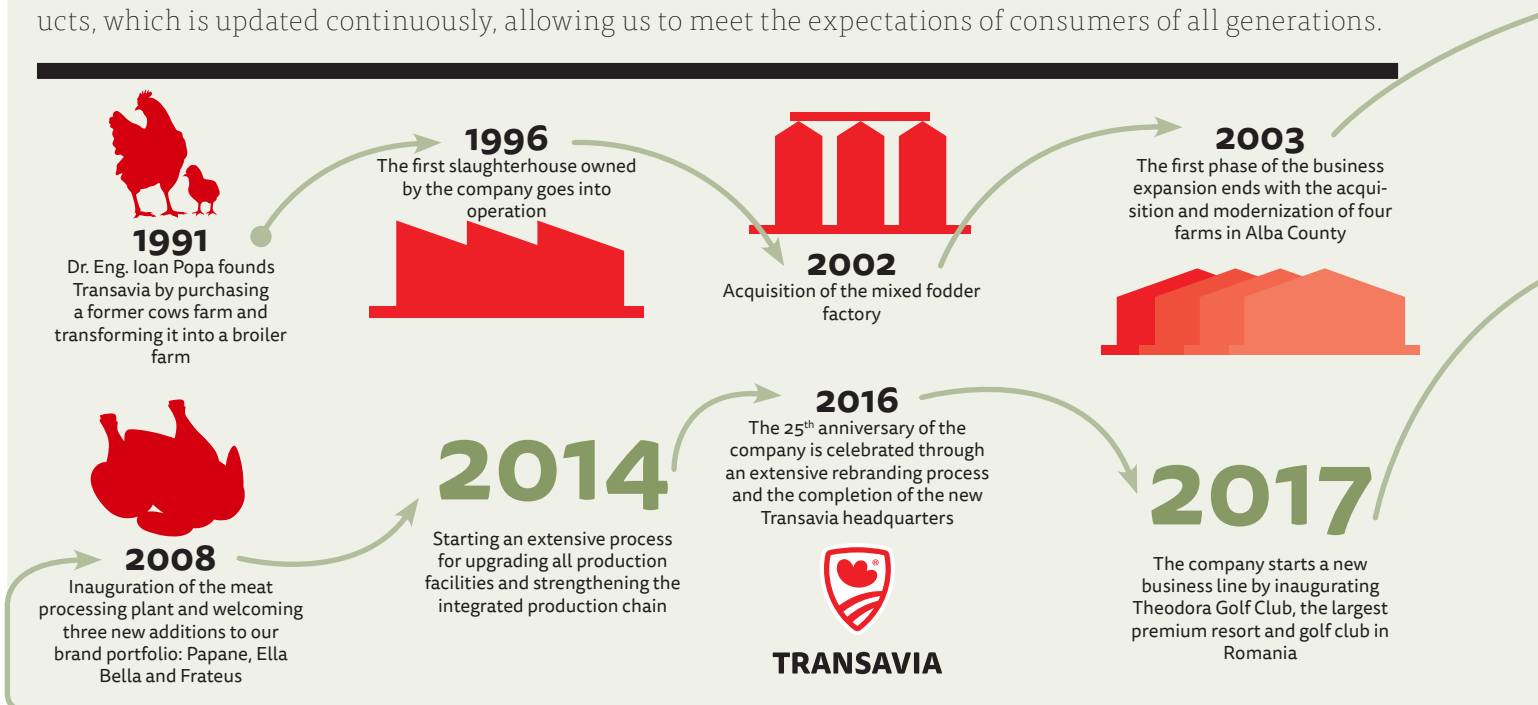 ucts, which is updated continuously, allowing us to meet the expectations of consumers of all generations.
1991
Dr. Eng. Ioan Popa founds
Transavia by purchasing
a former cows farm and
transforming it into a broiler
farm
1996
The first slaughterhouse owned
by the company goes into
operation
2002
Acquisition of the mixed fodder
factory
2003
The first phase of the business
expansion ends with the acqui-
sition and modernization of four
farms in Alba County
2008
Inauguration of the meat
processing plant and welcoming
three new additions to our
brand portfolio: Papane, Ella
Bella and Frateus
2014
Starting an extensive process
for upgrading all production
facilities and strengthening the
integrated production chain
2016
The 25th anniversary of the
company is celebrated through
an extensive rebranding process
and the completion of the new
Transavia headquarters
®
TRANSAVIA
2017
The company starts a new
business line by inaugurating
Theodora Golf Club, the largest
premium resort and golf club in
Romania